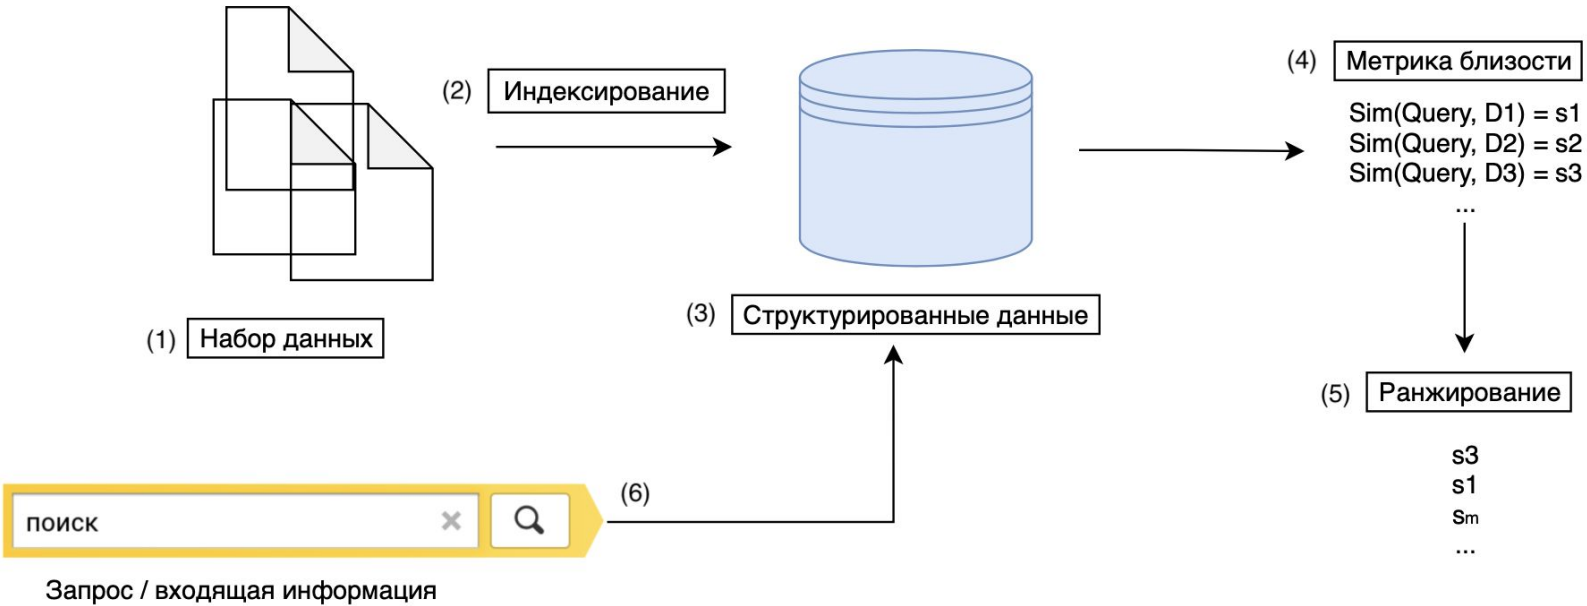 (1) Набор данных
(2) Индексирование
(3) Структурированные данные
(4) Метрика близости
Sim(Query, D1) = s1
Sim(Query, D2) = s2
Sim(Query, D3) = s3
...
(5) Ранжирование
s3
s1
sm
...
(6)
поиск
Запрос / входящая информация